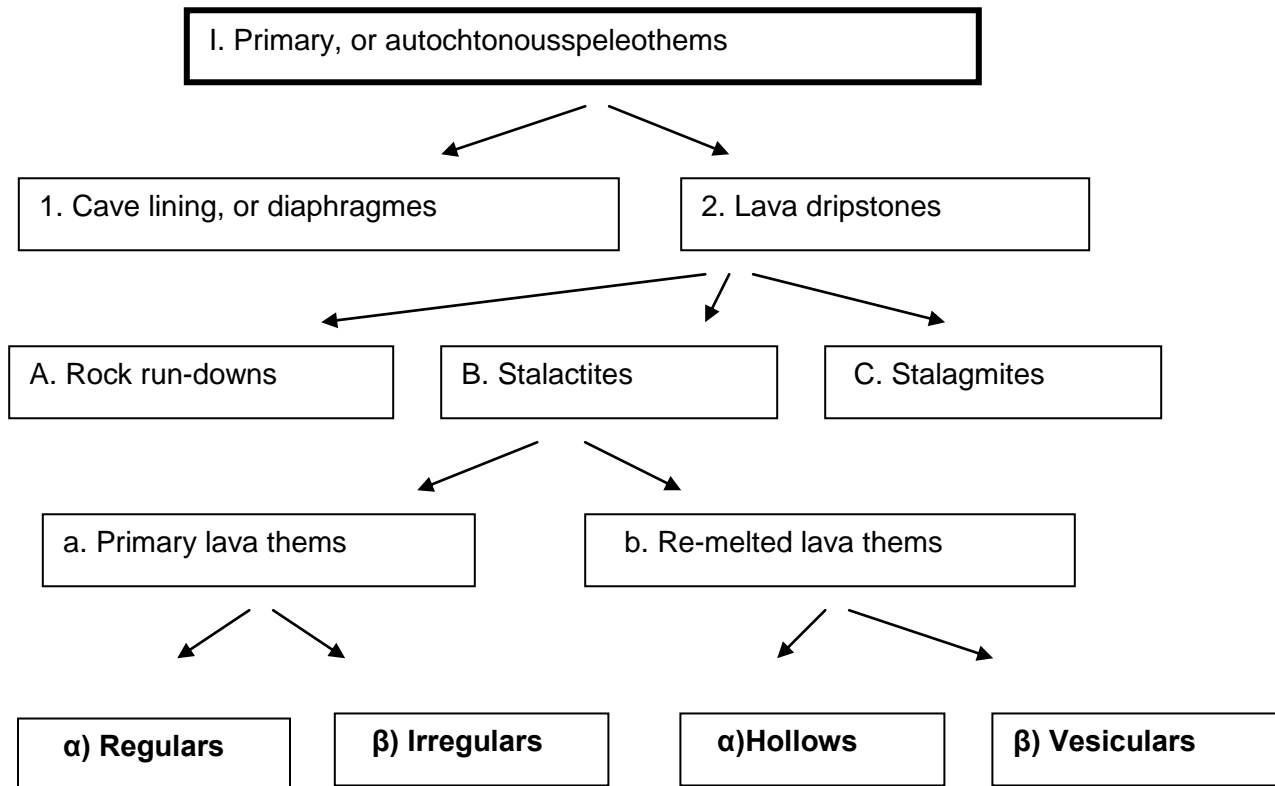 I. Primary, or autochtonousspeleothems
1. Cave lining, or diaphragmes
2. Lava dripstones
A. Rock run-downs
B. Stalactites
C. Stalagmites
a. Primary lava thems
b. Re-melted lava thems
α) Regulars
β) Irregulars
α)Hollows
β) Vesiculars